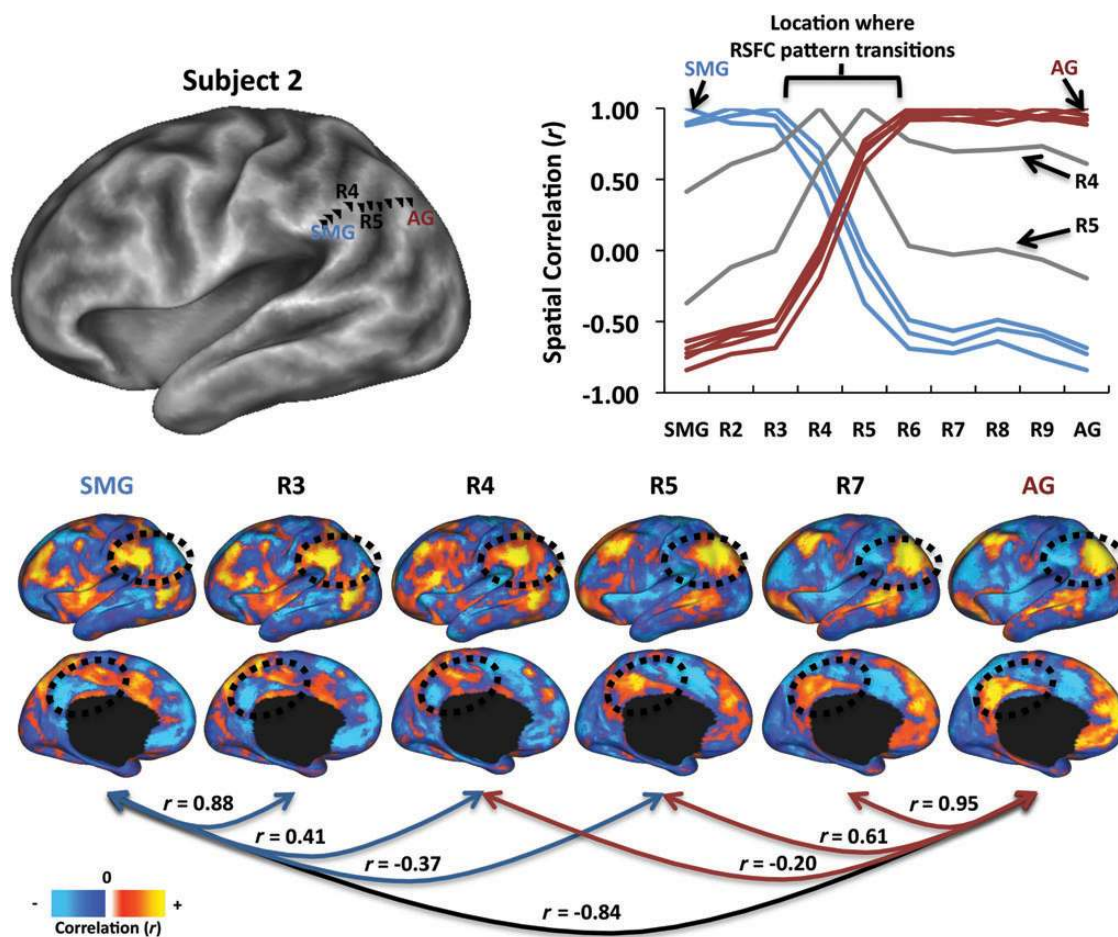 Subject 2
R4
R5
SMG
AG
Location where
RSFC pattern transitions
SMG
AG
1.00
0.50
0.00
-0.50
-1.00
Spatial Correlation (r)
R4
R5
SMG R2 R3 R4 R5 R6 R7 R8 R9 AG
SMG R3 R4 R5 R7 AG
r = 0.88
r = 0.95
r = 0.41
r = 0.61
r = -0.37
r = -0.20
r = -0.84
0
- +
Correlation (r)